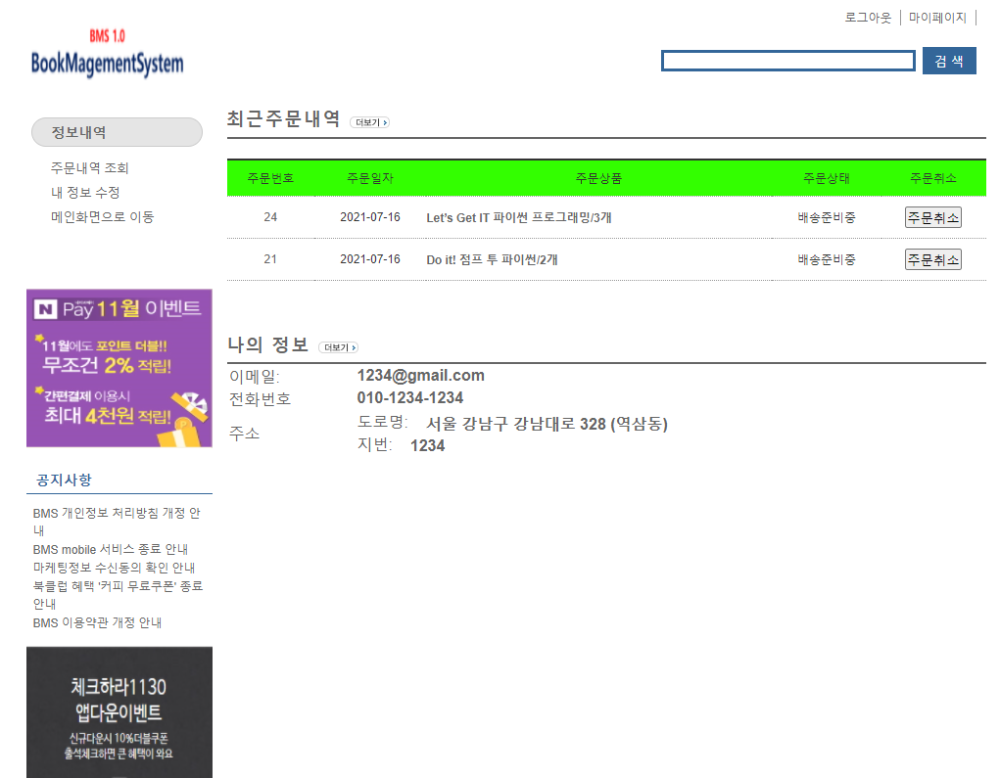 로그아웃 마이페이지
BMS 1.0
BookMagementSystem
검 색
정보내역
주문내역 조회
내 정보 수정
메인화면으로 이동
N Pay 11월 이벤트
11월에도 포인트 더블!!
무조건 2% 적립!
간편결제 이용시
최대 4천원 적립!
공지사항
BMS 개인정보 처리방침 개정 안
내
BMS mobile 서비스 종료 안내
마케팅정보 수신동의 확인 안내
북클럽 혜택 '커피 무료쿠폰' 종료
안내
BMS 이용약관 개정 안내
체크하라1130
앱다운이벤트
신규다운시 10%더블쿠폰
출석체크하면 큰 혜택이 와요
최근주문내역 더보기 ›
주문번호 주문일자 주문상품 주문상태 주문취소
24 2021-07-16 Let's Get IT 파이썬 프로그래밍/3개 배송준비중 주문취소
21 2021-07-16 Do it! 점프 투 파이썬/2개 배송준비중 주문취소
나의 정보 더보기 ›
이메일: 1234@gmail.com
전화번호 010-1234-1234
주소 도로명: 서울 강남구 강남대로 328 (역삼동)
지번: 1234